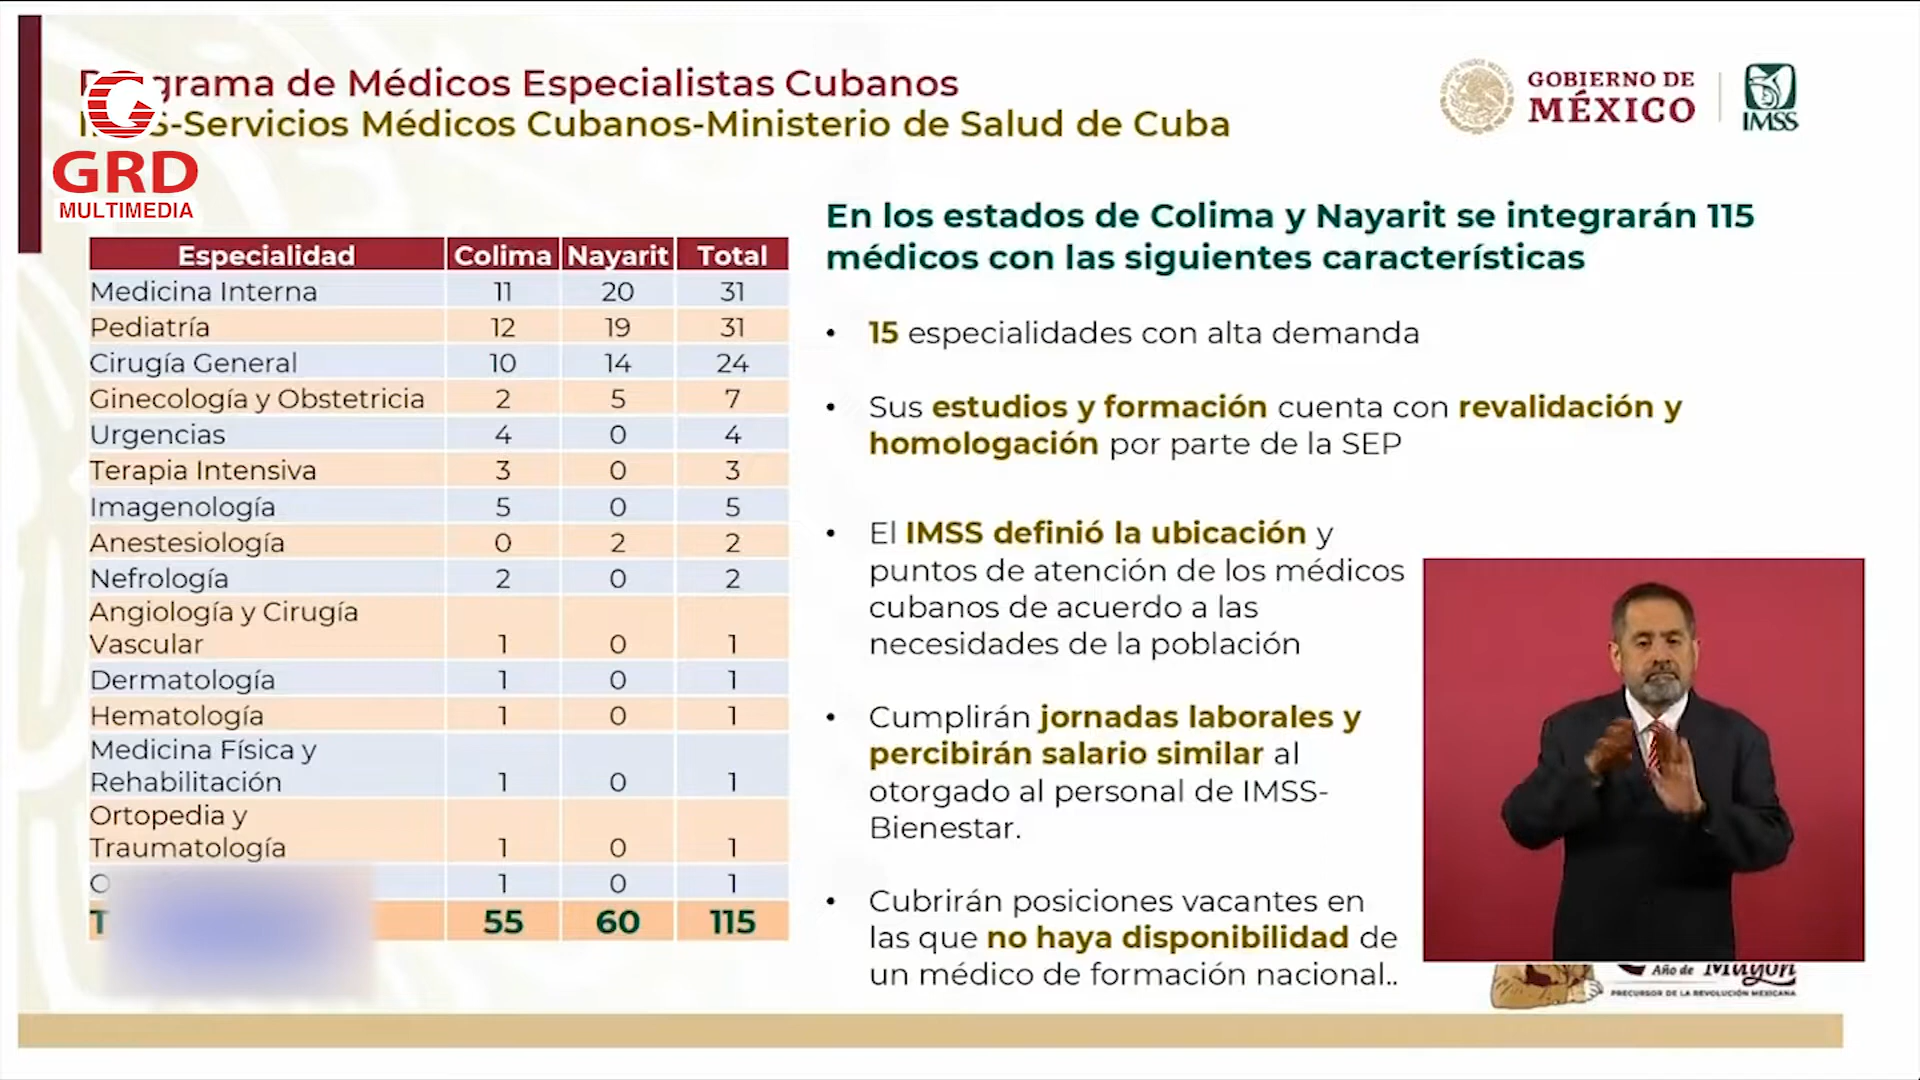 grama de Médicos Especialistas Cubanos
S-Servicios Médicos Cubanos-Ministerio de Salud de Cuba
GRD
MULTIMEDIA
GOBIERNO DE
MÉXICO
IMSS
Especialidad Colima Nayarit Total
Medicina Interna 11 20 31
Pediatría 12 19 31
Cirugía General 10 14 24
Ginecología y Obstetricia 2 5 7
Urgencias 4 0 4
Terapia Intensiva 3 0 3
Imagenología 5 0 5
Anestesiología 0 2 2
Nefrología 2 0 2
Angiología y Cirugía
Vascular 1 0 1
Dermatología 1 0 1
Hematología 1 0 1
Medicina Física y
Rehabilitación 1 0 1
Ortopedia y
Traumatología 1 0 1
1 0 1
55 60 115
En los estados de Colima y Nayarit se integrarán 115
médicos con las siguientes características
• 15 especialidades con alta demanda
• Sus estudios y formación cuenta con revalidación y
homologación por parte de la SEP
• El IMSS definió la ubicación y
puntos de atención de los médicos
cubanos de acuerdo a las
necesidades de la población
• Cumplirán jornadas laborales y
percibirán salario similar al
otorgado al personal de IMSS-
Bienestar.
• Cubrirán posiciones vacantes en
las que no haya disponibilidad de
un médico de formación nacional..
Año de Magón
PRECURSOR DE LA REVOLUCIÓN MEXICANA